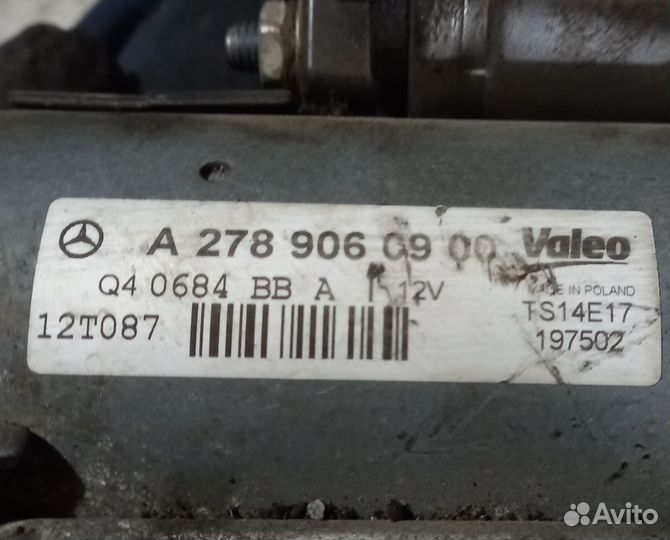 A 278 906 09 00 Valeo
Q4 0684 BB A 12V MADE IN POLAND
12T087 TS14E17
197502
Avito